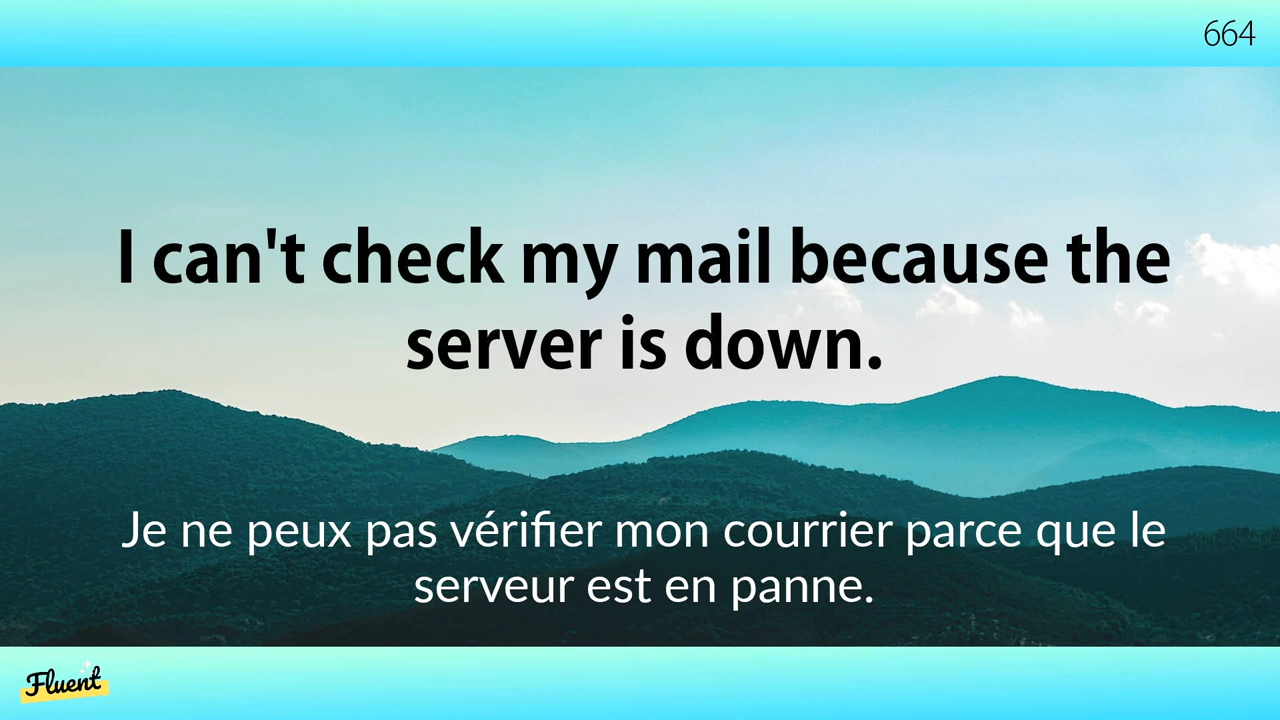 664
I can't check my mail because the
server is down.
Je ne peux pas vérifier mon courrier parce que le
serveur est en panne.
Fluent